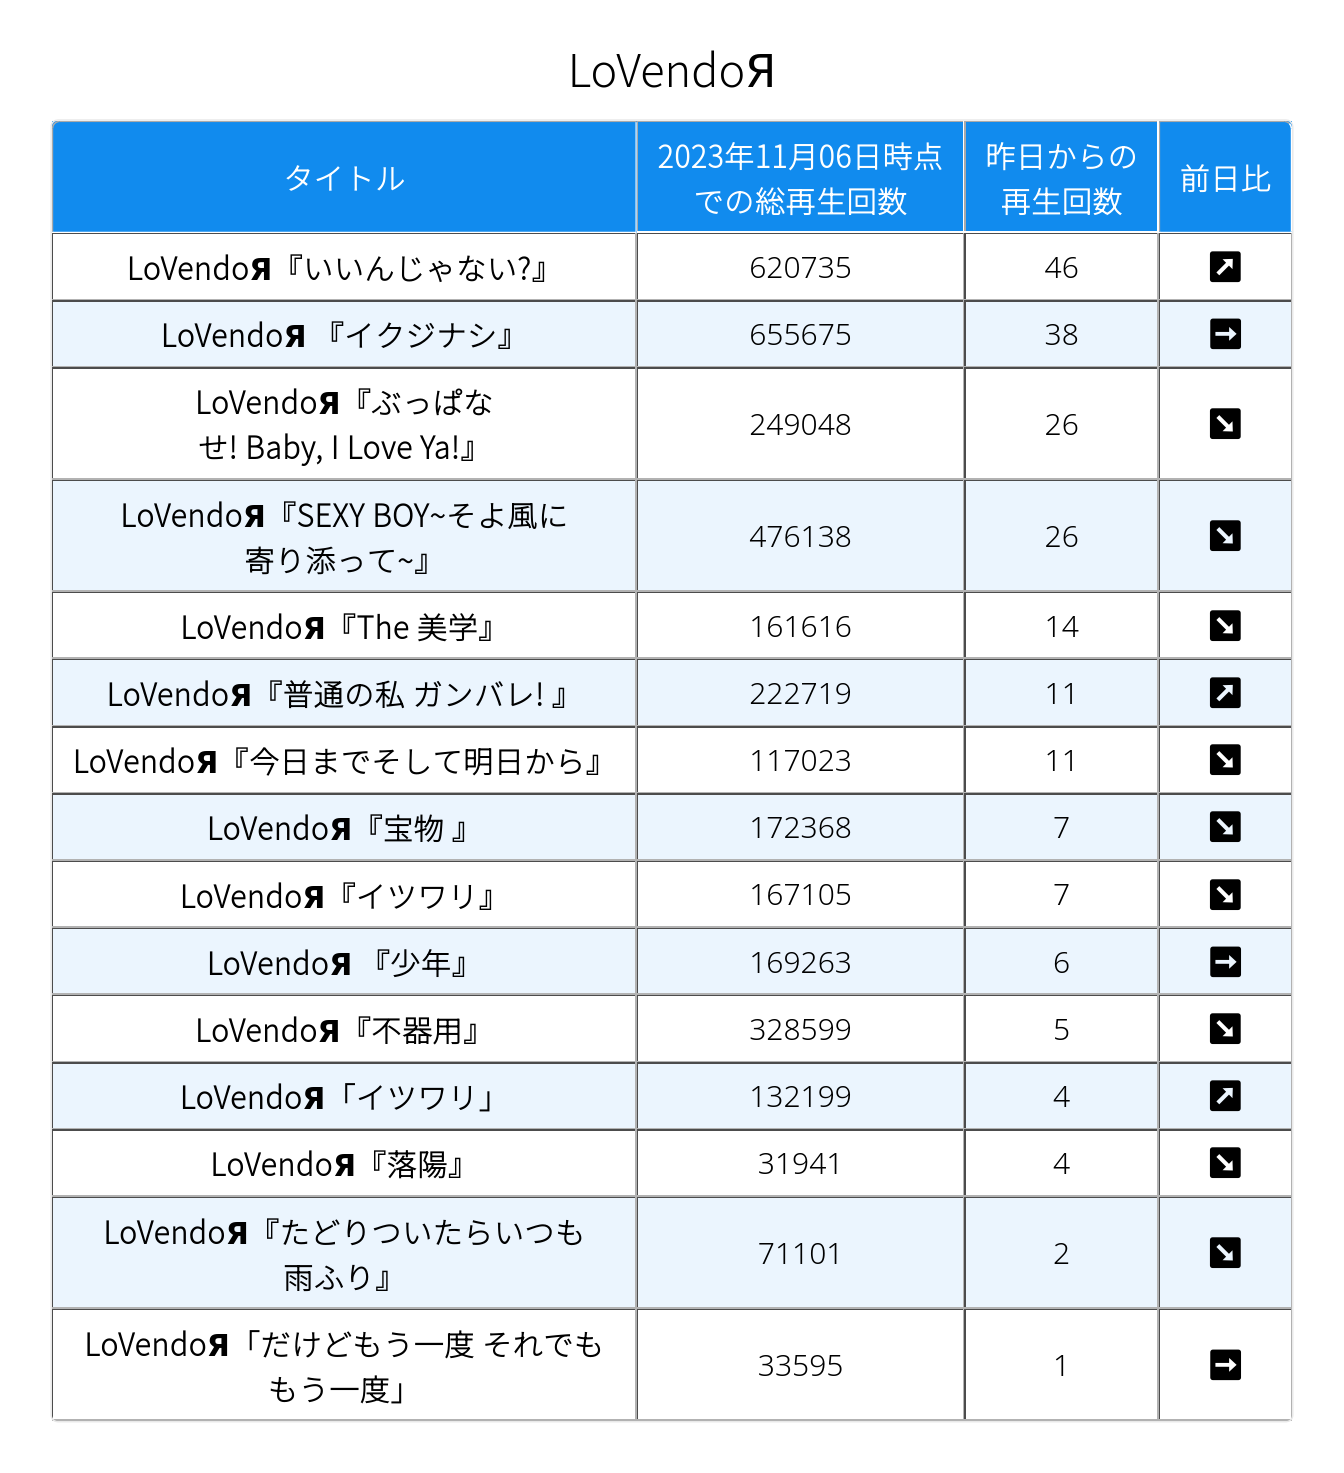 LoVendoЯ
タイトル
2023年11月06日時点
での総再生回数
昨日からの
再生回数
前日比
LoVendoЯ『いいんじゃない?』 620735 46 ↗
LoVendoЯ 『イクジナシ』 655675 38 →
LoVendoЯ『ぶっぱな
せ! Baby, I Love Ya!』 249048 26 ↘
LoVendoЯ『SEXY BOY~そよ風に
寄り添って~』 476138 26 ↘
LoVendoЯ『The 美学』 161616 14 ↘
LoVendoЯ『普通の私 ガンバレ! 』 222719 11 ↗
LoVendoЯ『今日までそして明日から』 117023 11 ↘
LoVendoЯ『宝物 』 172368 7 ↘
LoVendoЯ『イツワリ』 167105 7 ↘
LoVendoЯ 『少年』 169263 6 →
LoVendoЯ『不器用』 328599 5 ↘
LoVendoЯ「イツワリ」 132199 4 ↗
LoVendoЯ『落陽』 31941 4 ↘
LoVendoЯ『たどりついたらいつも
雨ふり』 71101 2 ↘
LoVendoЯ「だけどもう一度 それでも
もう一度」 33595 1 →